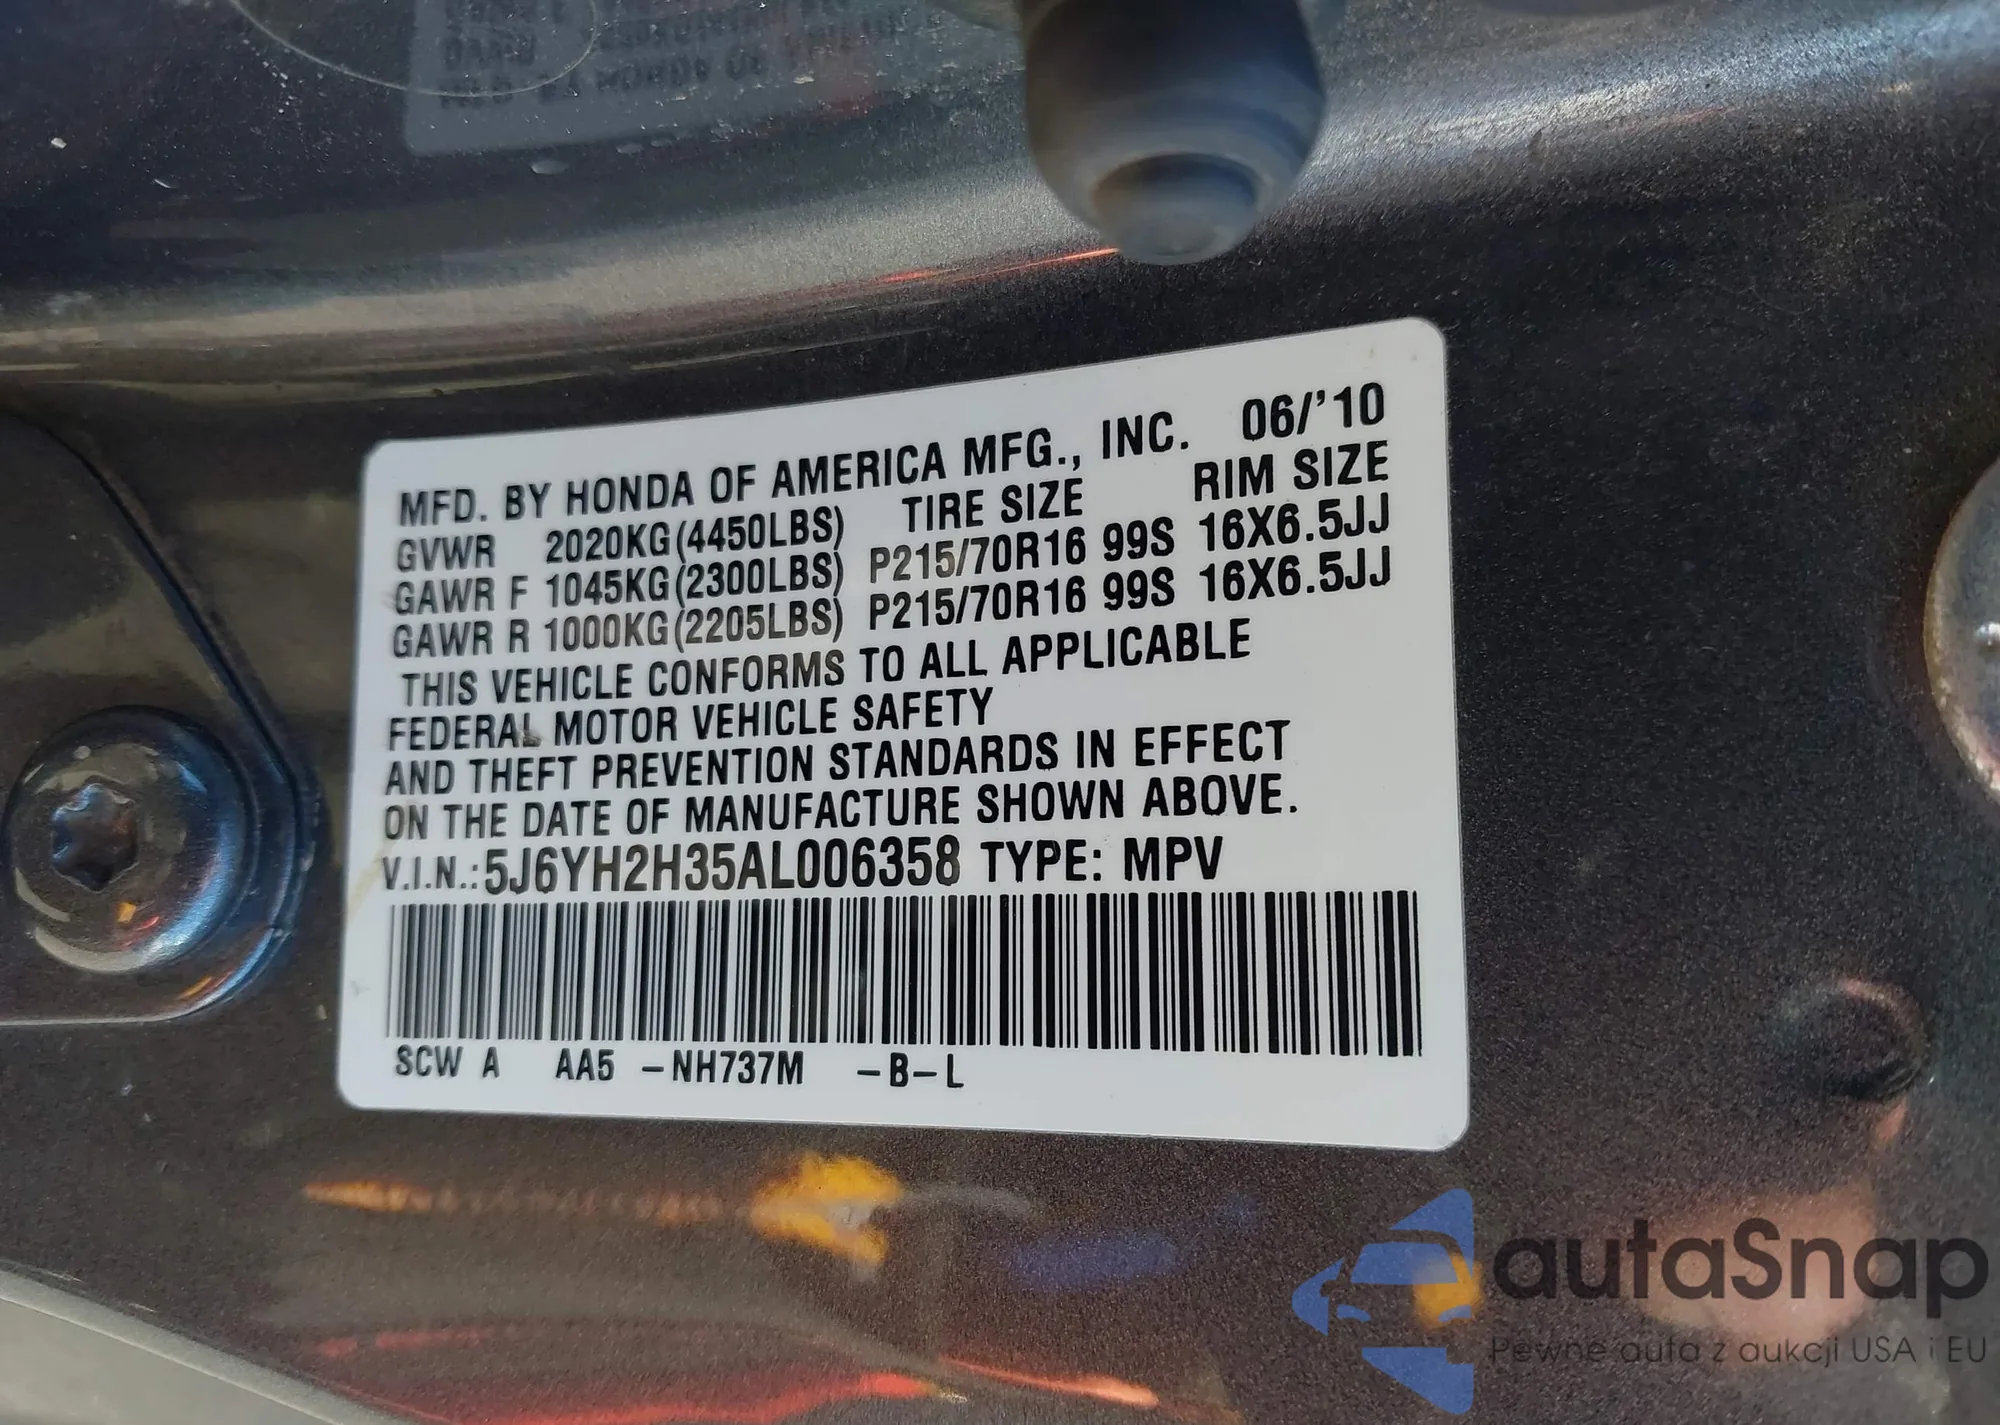 MFD. BY HONDA OF AMERICA MFG., INC. 06/'10
GVWR 2020KG(4450LBS) TIRE SIZE RIM SIZE
GAWR F 1045KG(2300LBS) P215/70R16 99S 16X6.5JJ
GAWR R 1000KG(2205LBS) P215/70R16 99S 16X6.5JJ
THIS VEHICLE CONFORMS TO ALL APPLICABLE
FEDERAL MOTOR VEHICLE SAFETY
AND THEFT PREVENTION STANDARDS IN EFFECT
ON THE DATE OF MANUFACTURE SHOWN ABOVE.
V.I.N.:5J6YH2H35AL006358 TYPE: MPV
SCW A AA5 -NH737M -B-L
autaSnap
Pewne auta z aukcji USA i EU